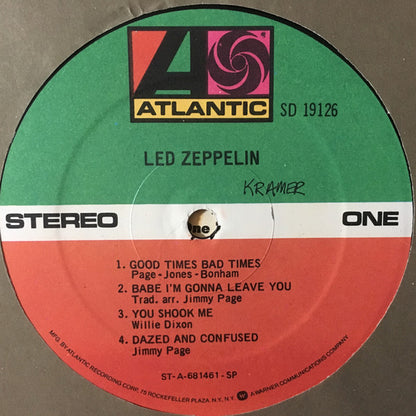 ATLANTIC SD 19126
LED ZEPPELIN
KRAMER
STEREO ONE
ne
1. GOOD TIMES BAD TIMES
Page-Jones-Bonham
2. BABE I'M GONNA LEAVE YOU
Trad. arr. Jimmy Page
3. YOU SHOOK ME
Willie Dixon
4. DAZED AND CONFUSED
Jimmy Page
ST-A-681461-SP
MFG. BY ATLANTIC RECORDING CORP. 75 ROCKEFELLER PLAZA, N.Y., N.Y. W A WARNER COMMUNICATIONS COMPANY